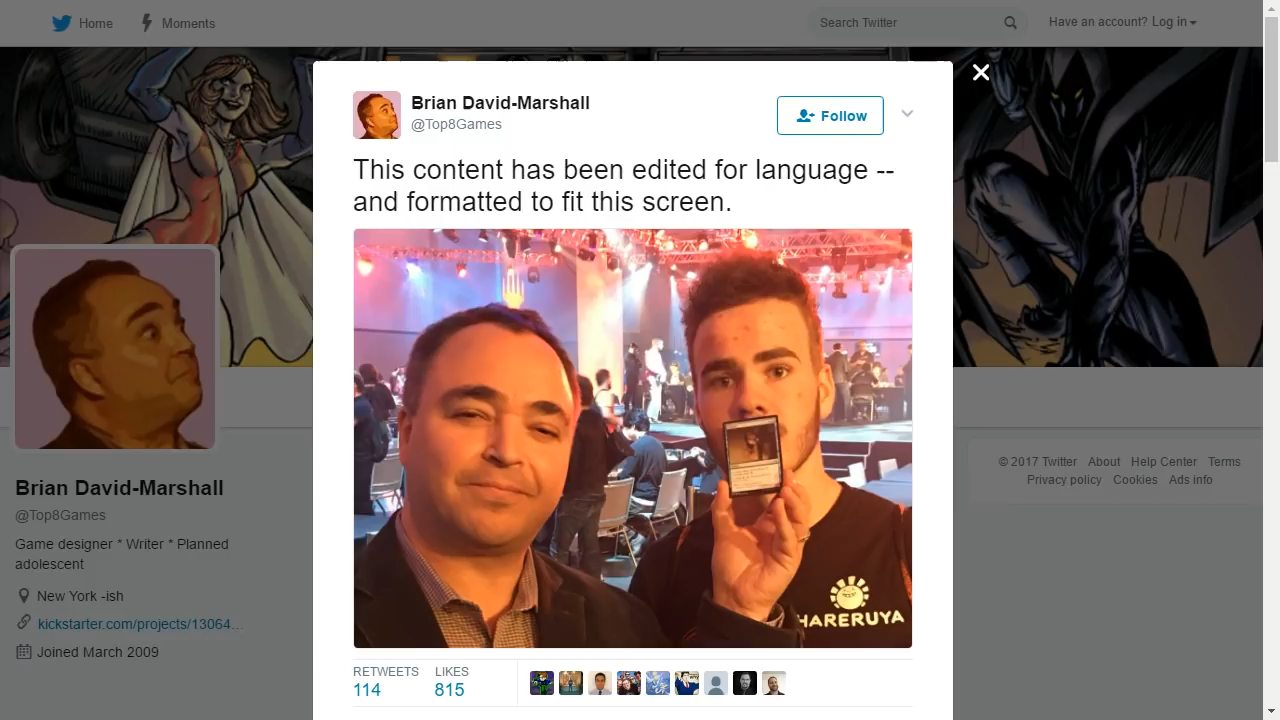 Home
Moments
Search Twitter
Have an account? Log in
Brian David-Marshall
@Top8Games
Follow
This content has been edited for language --
and formatted to fit this screen.
HARERUYA
RETWEETS
LIKES
114
815
Brian David-Marshall
@Top8Games
Game designer * Writer * Planned
adolescent
New York -ish
kickstarter.com/projects/13064...
Joined March 2009
© 2017 Twitter About Help Center Terms
Privacy policy Cookies Ads info